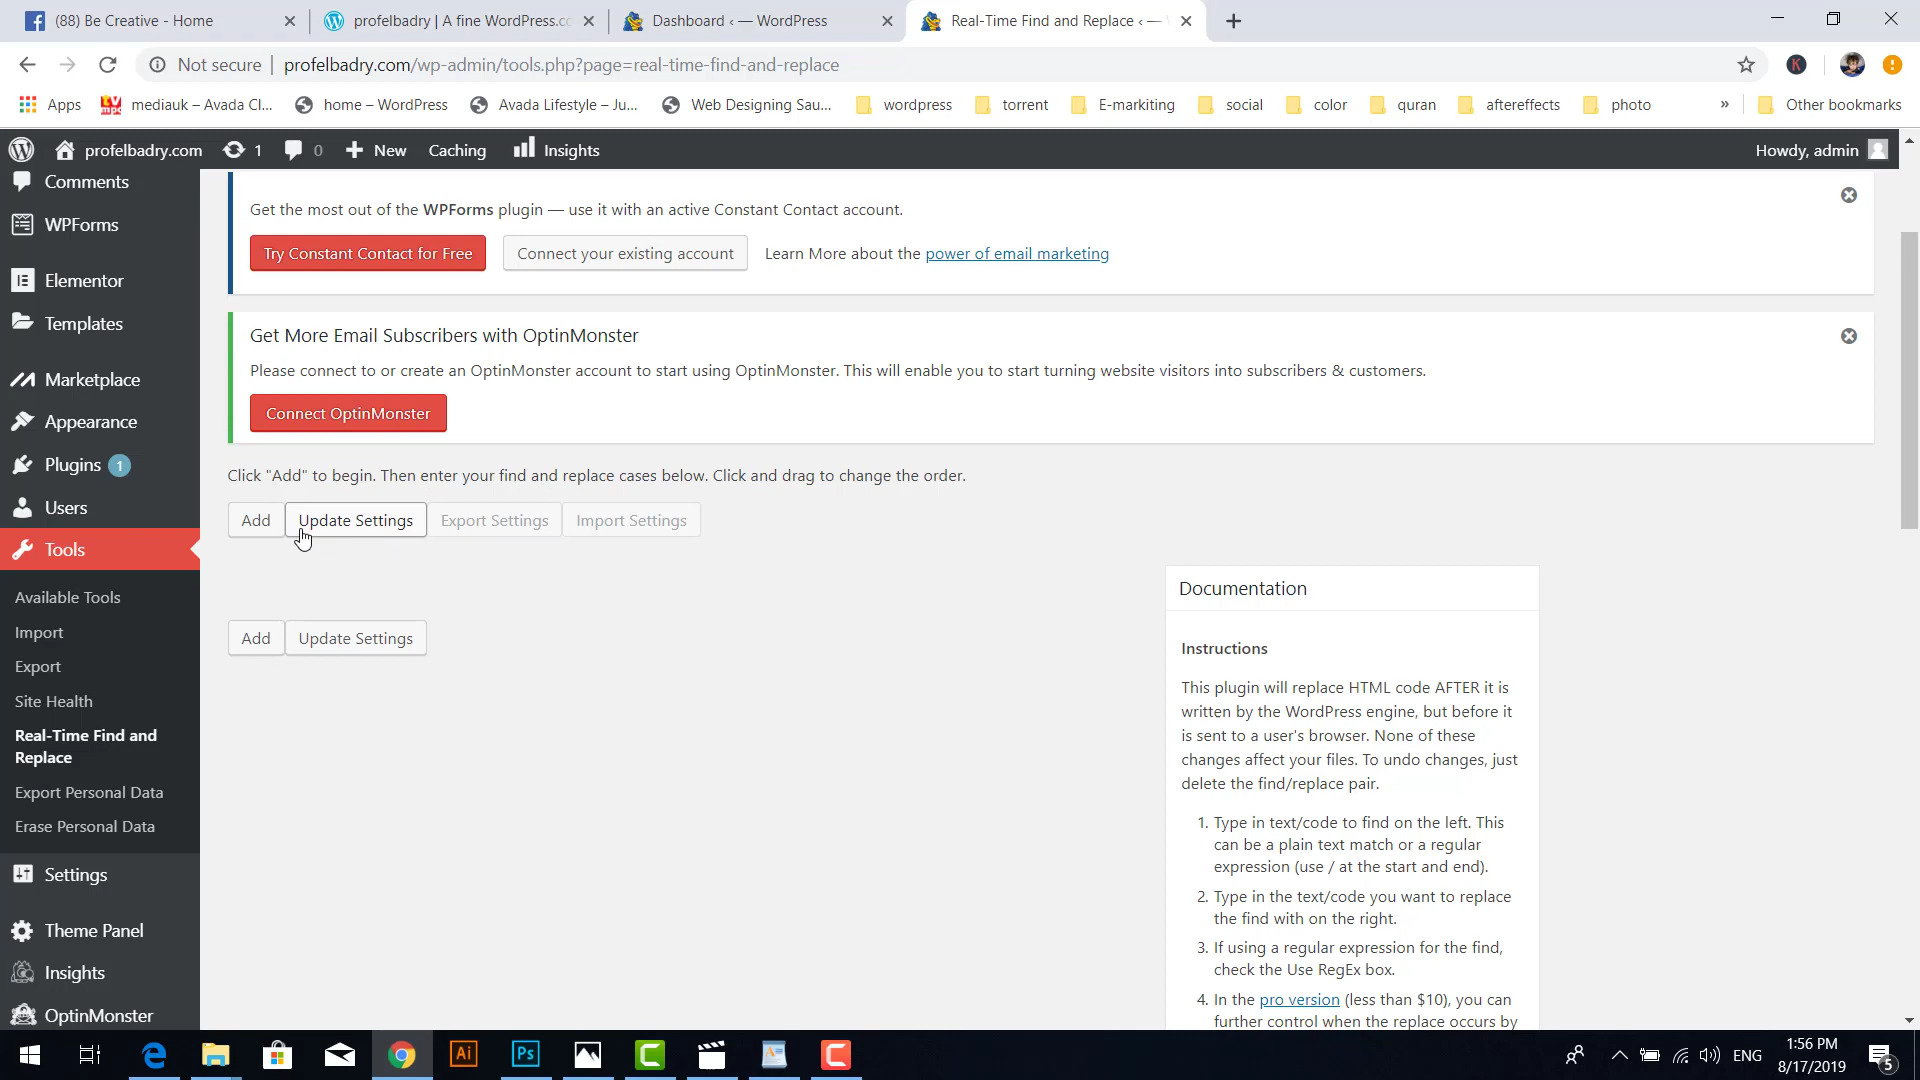 (88) Be Creative - Home
profelbadry | A fine WordPress.co
Dashboard ‹ — WordPress
Real-Time Find and Replace ‹ —
Not secure
profelbadry.com/wp-admin/tools.php?page=real-time-find-and-replace
Apps
mediauk – Avada Cl...
home – WordPress
Avada Lifestyle – Ju...
Web Designing Sau...
wordpress
torrent
E-markiting
social
color
quran
aftereffects
photo
»
Other bookmarks
profelbadry.com
1
0
New
Caching
Insights
Howdy, admin
Comments
WPForms
Elementor
Templates
Marketplace
Appearance
Plugins 1
Users
Tools
Available Tools
Import
Export
Site Health
Real-Time Find and
Replace
Export Personal Data
Erase Personal Data
Settings
Theme Panel
Insights
OptinMonster
Get the most out of the WPForms plugin — use it with an active Constant Contact account.
Try Constant Contact for Free
Connect your existing account
Learn More about the power of email marketing
Get More Email Subscribers with OptinMonster
Please connect to or create an OptinMonster account to start using OptinMonster. This will enable you to start turning website visitors into subscribers & customers.
Connect OptinMonster
Click "Add" to begin. Then enter your find and replace cases below. Click and drag to change the order.
Add
Update Settings
Export Settings
Import Settings
Add
Update Settings
Documentation
Instructions
This plugin will replace HTML code AFTER it is
written by the WordPress engine, but before it
is sent to a user's browser. None of these
changes affect your files. To undo changes, just
delete the find/replace pair.
1. Type in text/code to find on the left. This
can be a plain text match or a regular
expression (use / at the start and end).
2. Type in the text/code you want to replace
the find with on the right.
3. If using a regular expression for the find,
check the Use RegEx box.
4. In the pro version (less than $10), you can
further control when the replace occurs by
Ai
Ps
ENG
1:56 PM
8/17/2019
5